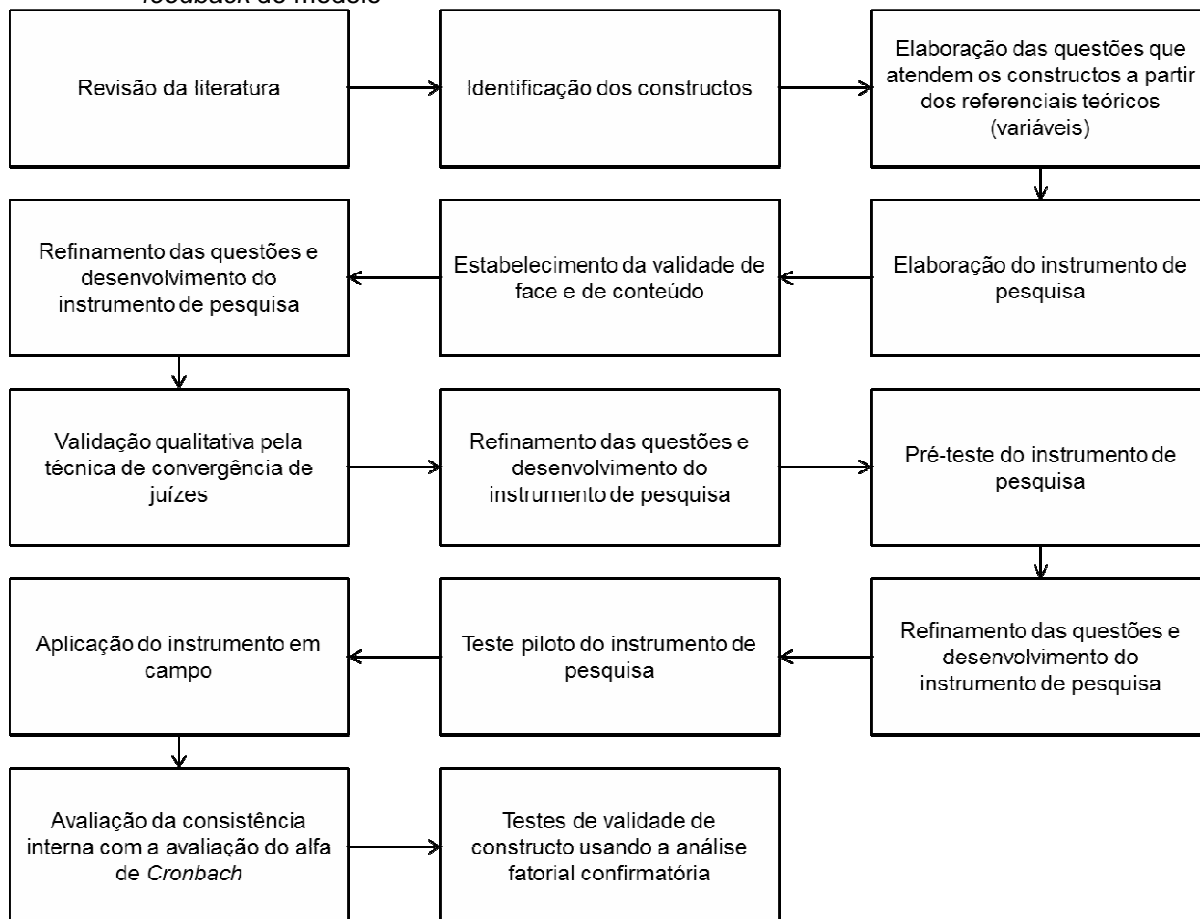 feedback do modelo
Revisão da literatura
Identificação dos constructos
Elaboração das questões que
atendem os constructos a partir
dos referenciais teóricos
(variáveis)
Refinamento das questões e
desenvolvimento do
instrumento de pesquisa
Estabelecimento da validade de
face e de conteúdo
Elaboração do instrumento de
pesquisa
Validação qualitativa pela
técnica de convergência de
juízes
Refinamento das questões e
desenvolvimento do
instrumento de pesquisa
Pré-teste do instrumento de
pesquisa
Aplicação do instrumento em
campo
Teste piloto do instrumento de
pesquisa
Refinamento das questões e
desenvolvimento do
instrumento de pesquisa
Avaliação da consistência
interna com a avaliação do alfa
de Cronbach
Testes de validade de
constructo usando a análise
fatorial confirmatória